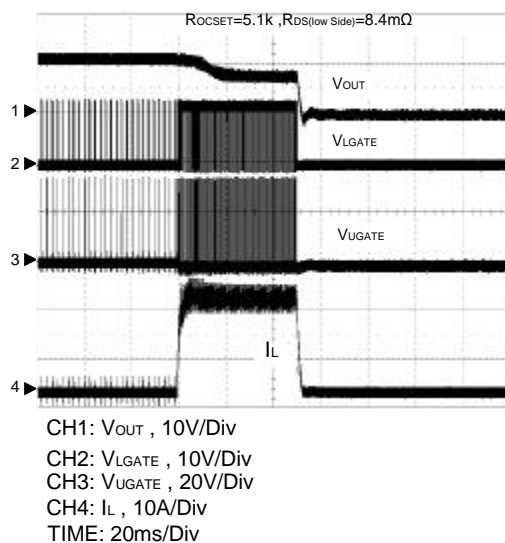 ROCSET=5.1k ,RDS(low Side)=8.4mΩ
VOUT
1
VLGATE
2
VUGATE
3
IL
4
CH1: VOUT , 10V/Div
CH2: VLGATE , 10V/Div
CH3: VUGATE , 20V/Div
CH4: IL , 10A/Div
TIME: 20ms/Div